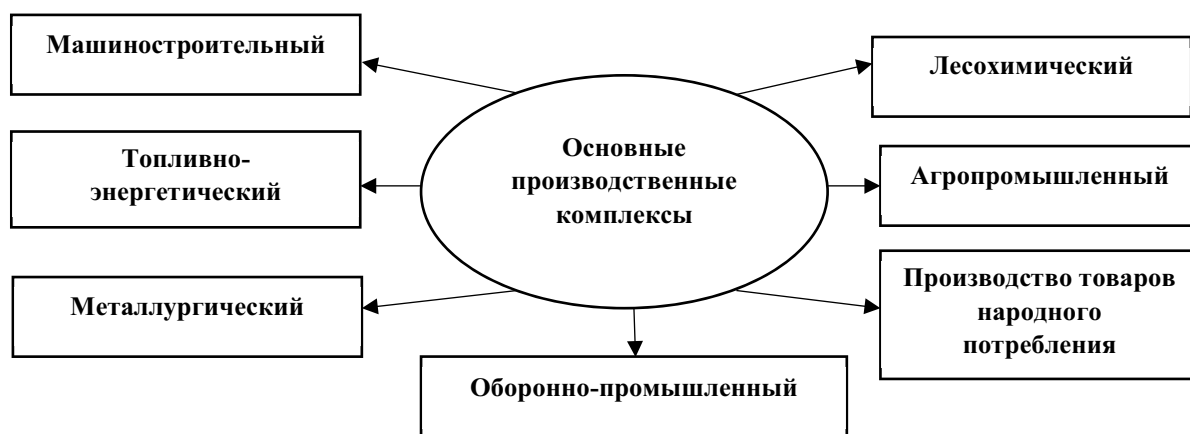 Машиностроительный
Лесохимический
Топливно-
энергетический
Основные
производственные
комплексы
Агропромышленный
Металлургический
Производство товаров
народного
потребления
Оборонно-промышленный